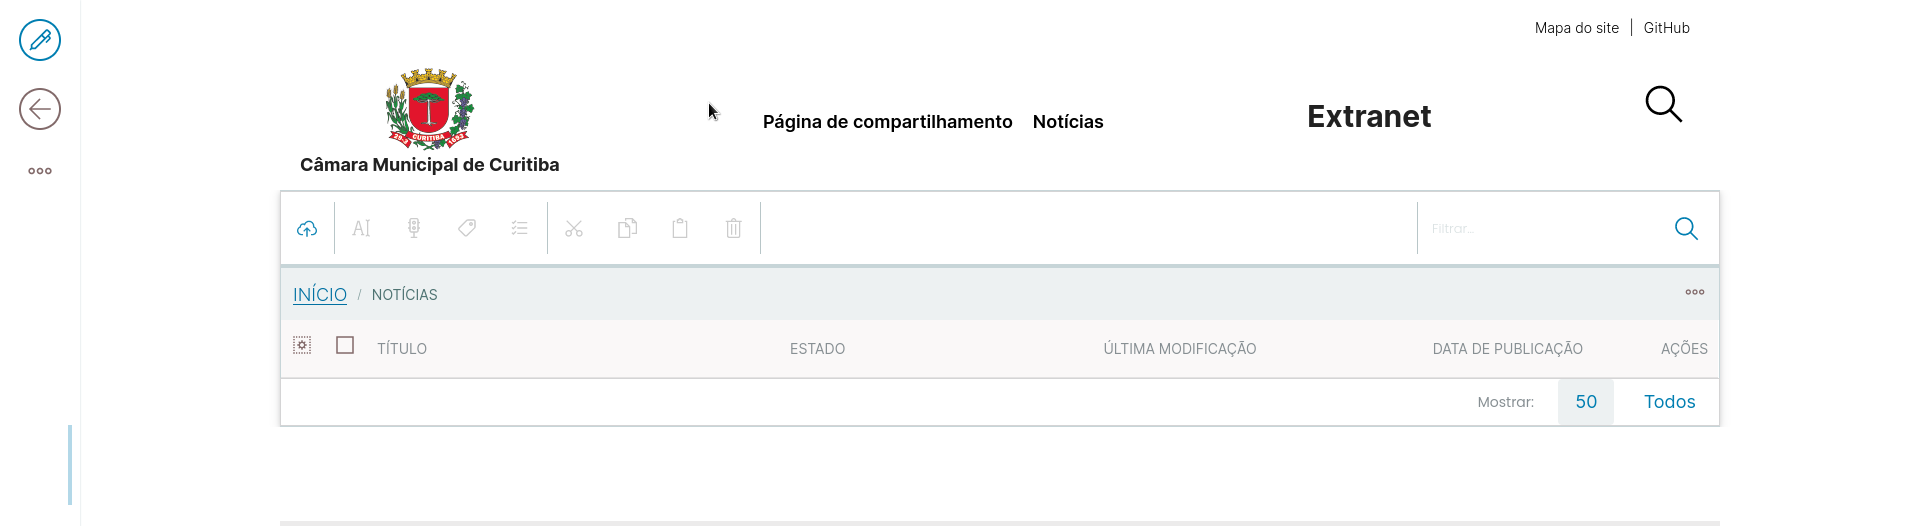 Mapa do site | GitHub
Página de compartilhamento Notícias
Extranet
CURITIBA
Câmara Municipal de Curitiba
Filtrar...
INÍCIO / NOTÍCIAS
TÍTULO ESTADO ÚLTIMA MODIFICAÇÃO DATA DE PUBLICAÇÃO AÇÕES
Mostrar: 50 Todos